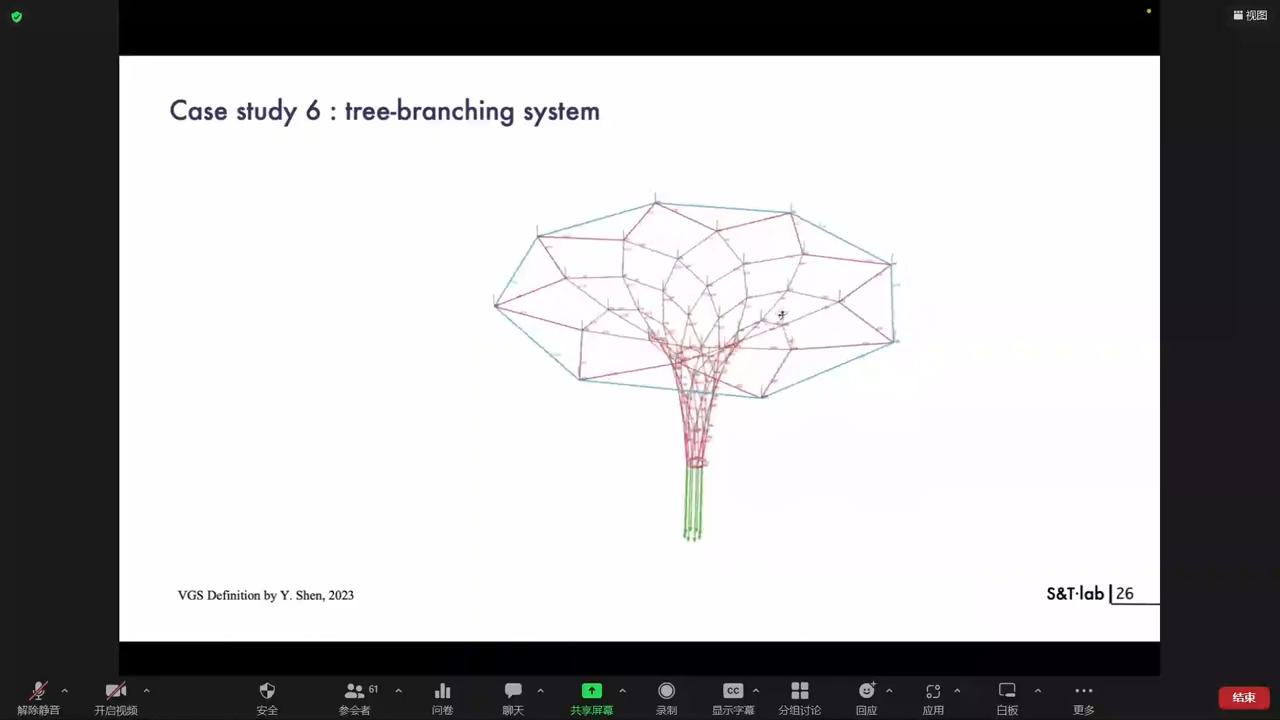 视图
Case study 6 : tree-branching system
VGS Definition by Y. Shen, 2023
S&T·lab 26
解除静音
开启视频
安全
61
参会者
问卷
聊天
共享屏幕
录制
CC
显示字幕
分组讨论
回应
应用
白板
更多
结束